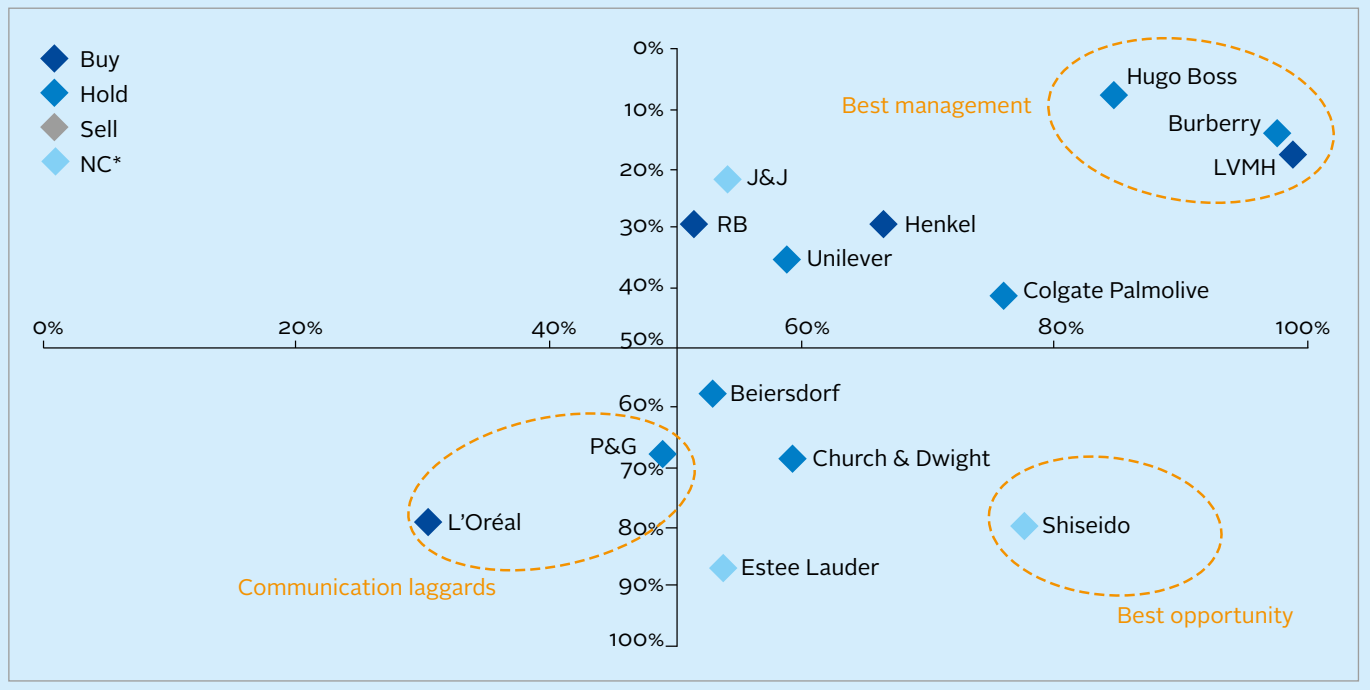 Buy
Hold
Sell
NC*
0%
10%
20%
30%
40%
50%
60%
70%
80%
90%
100%
0%
20%
40%
60%
80%
100%
Best management
Hugo Boss
Burberry
LVMH
J&J
RB
Henkel
Unilever
Colgate Palmolive
Beiersdorf
P&G
Church & Dwight
L’Oréal
Shiseido
Estee Lauder
Communication laggards
Best opportunity